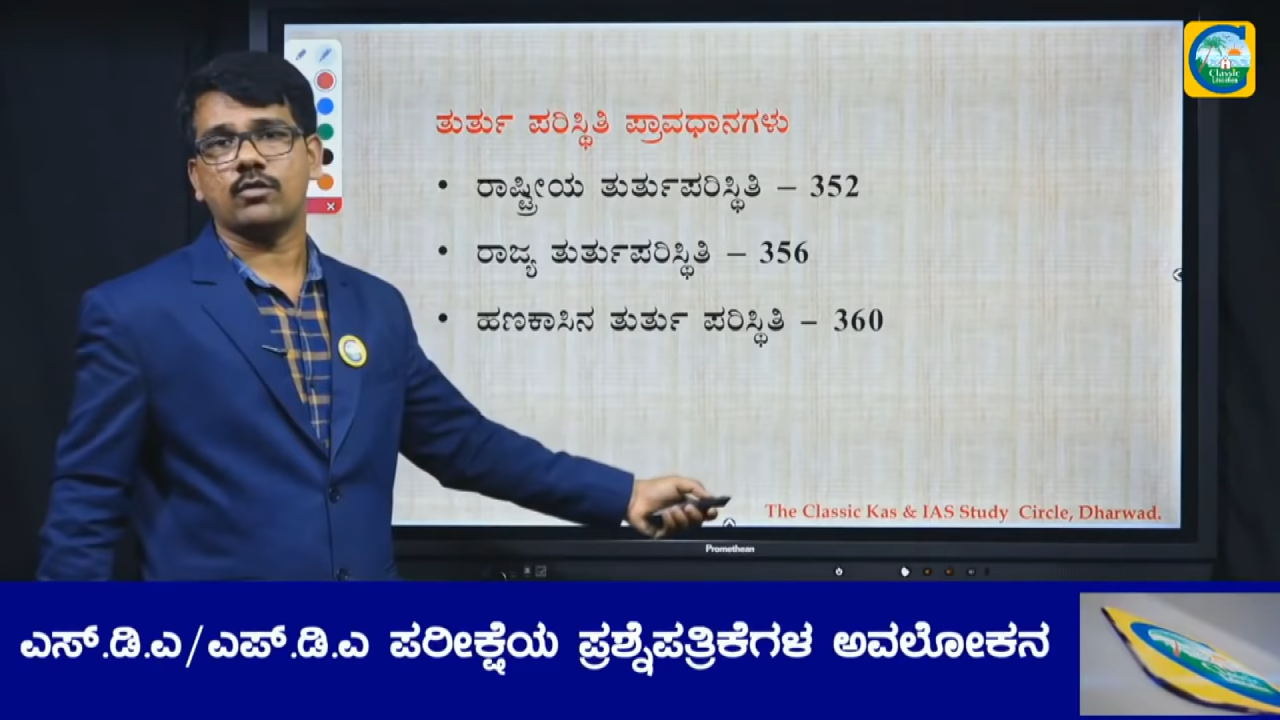 ತುರ್ತು ಪರಿಸ್ಥಿತಿ ಪ್ರಾವಧಾನಗಳು
• ರಾಷ್ಟ್ರೀಯ ತುರ್ತುಪರಿಸ್ಥಿತಿ – 352
• ರಾಜ್ಯ ತುರ್ತುಪರಿಸ್ಥಿತಿ – 356
• ಹಣಕಾಸಿನ ತುರ್ತು ಪರಿಸ್ಥಿತಿ – 360
The Classic Kas & IAS Study Circle, Dharwad.
Promethean
ಎಸ್.ಡಿ.ಎ/ಎಫ್.ಡಿ.ಎ ಪರೀಕ್ಷೆಯ ಪ್ರಶ್ನೆಪತ್ರಿಕೆಗಳ ಅವಲೋಕನ
Classic